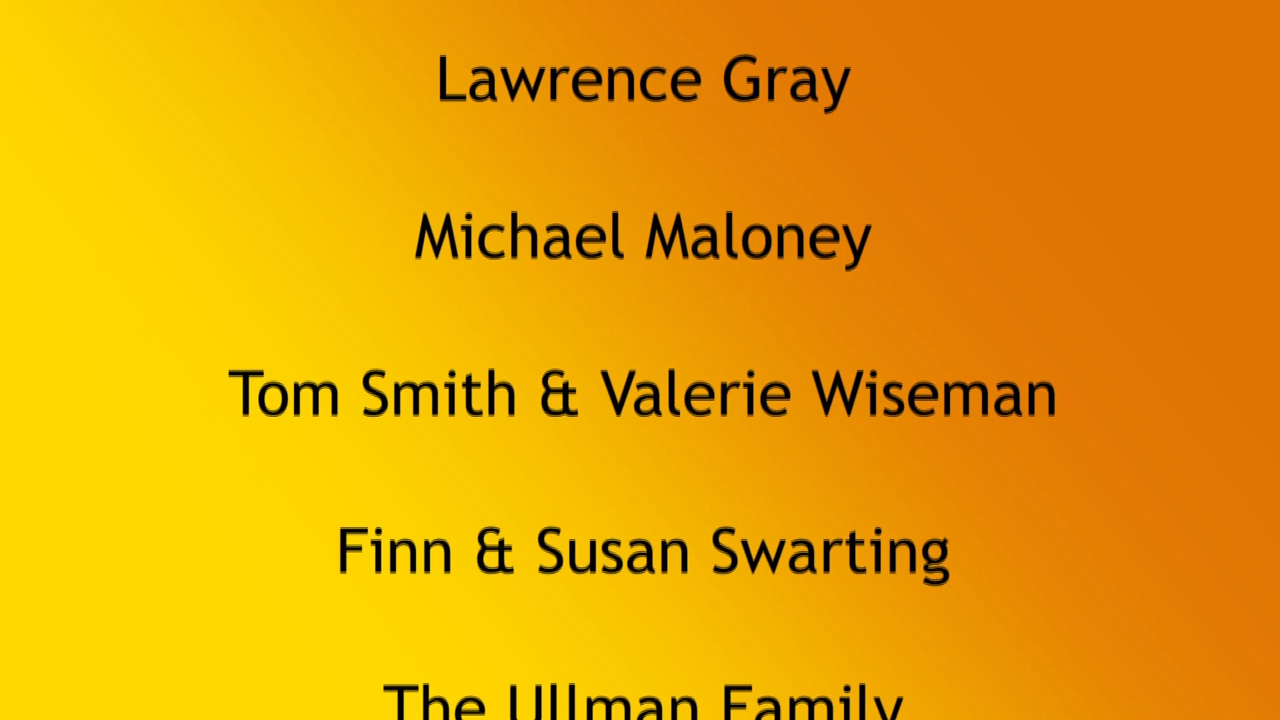 Lawrence Gray
Michael Maloney
Tom Smith & Valerie Wiseman
Finn & Susan Swarting
The Ullman Family